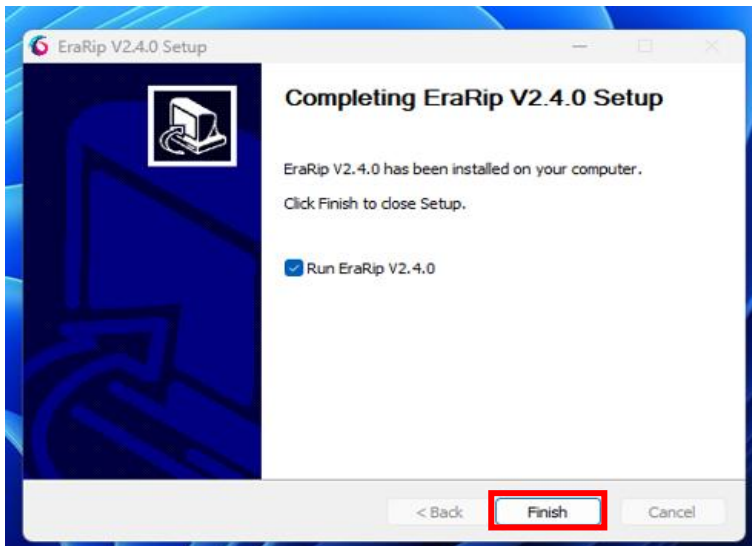 EraRip V2.4.0 Setup
Completing EraRip V2.4.0 Setup
EraRip V2.4.0 has been installed on your computer.
Click Finish to close Setup.
Run EraRip V2.4.0
< Back Finish Cancel